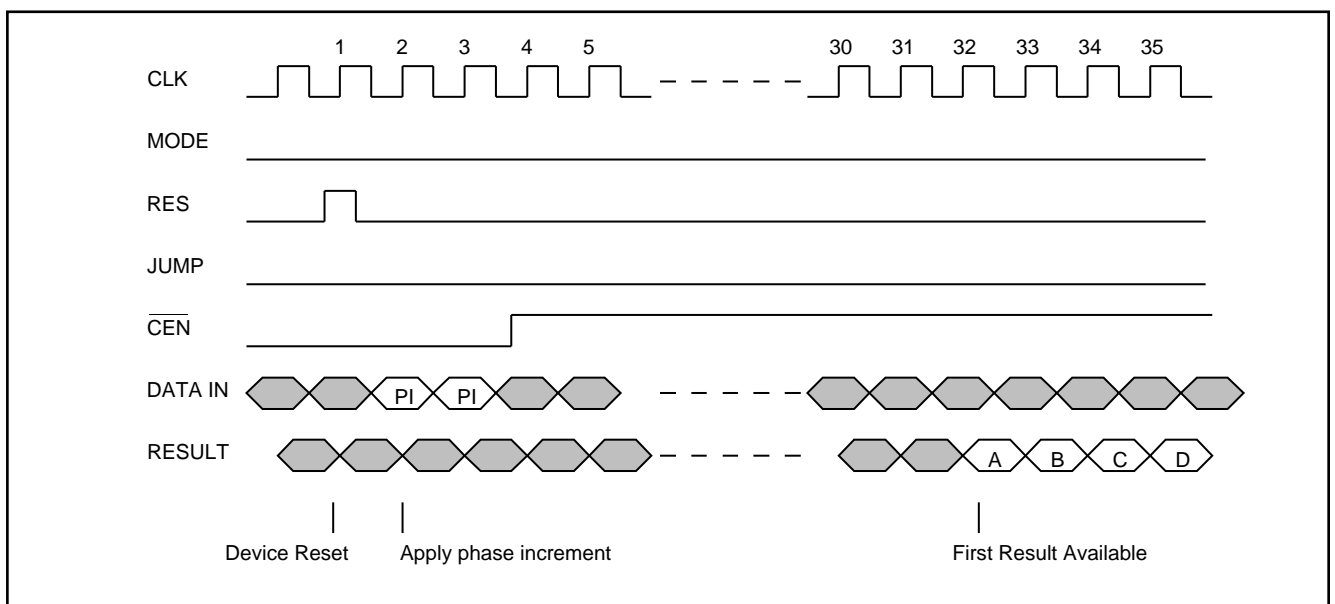 1 2 3 4 5 30 31 32 33 34 35
CLK
MODE
RES
JUMP
CEN
DATA IN PI PI
RESULT A B C D
Device Reset Apply phase increment First Result Available